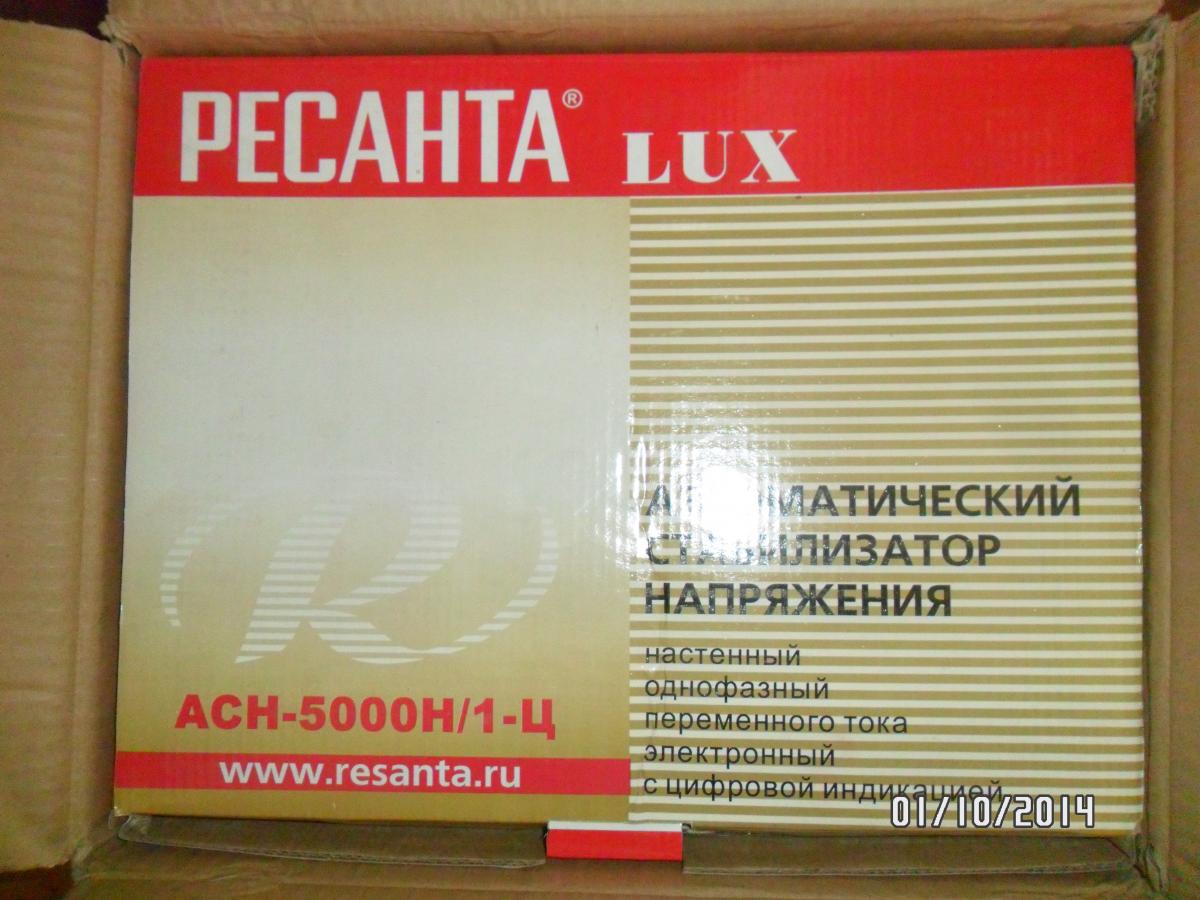 РЕСАНТА® LUX
АВТОМАТИЧЕСКИЙ
СТАБИЛИЗАТОР
НАПРЯЖЕНИЯ
настенный
однофазный
переменного тока
электронный
с цифровой индикацией
R
АСН-5000Н/1-Ц
www.resanta.ru
01/10/2014